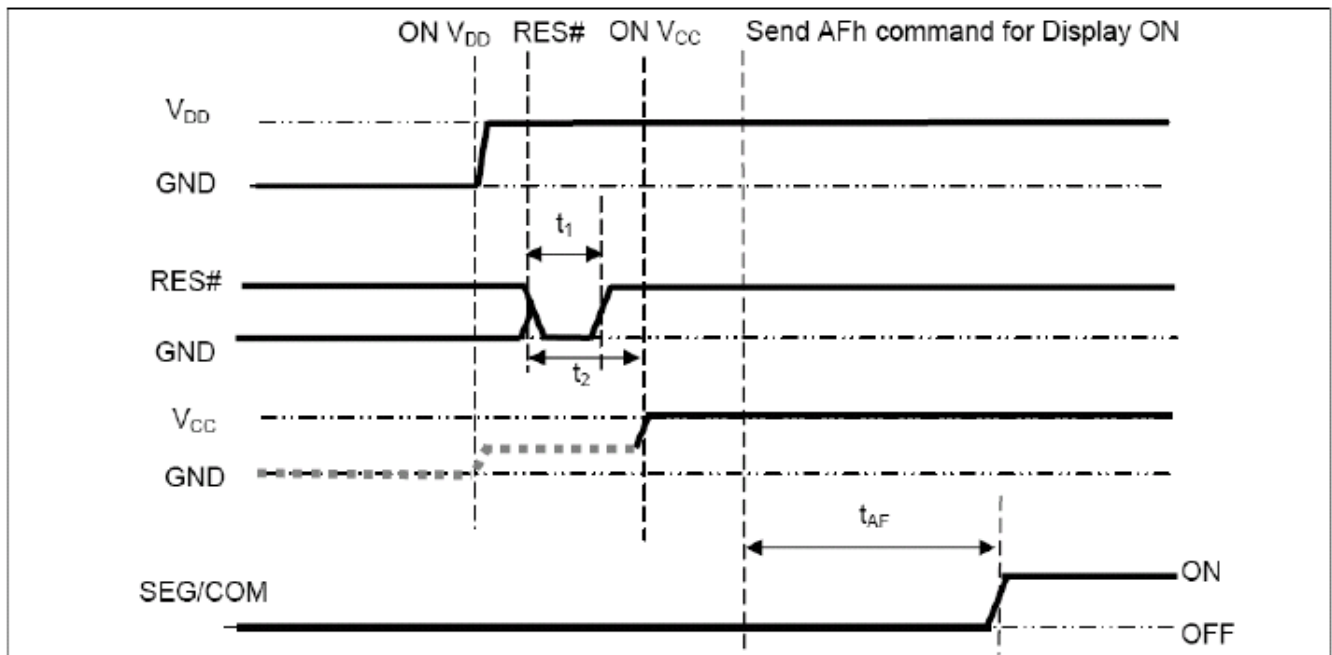 ON VDD RES# ON VCC Send AFh command for Display ON
VDD
GND
t1
RES#
GND
t2
VCC
GND
tAF
SEG/COM
ON
OFF